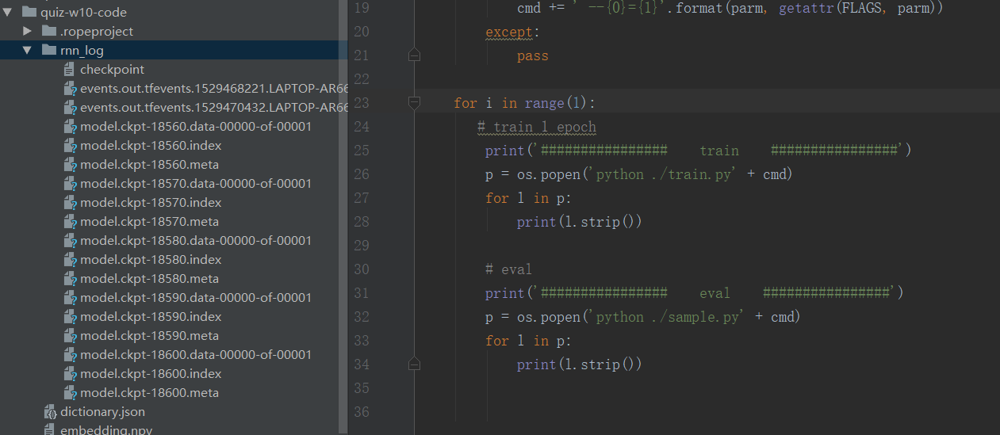 quiz-w10-code
.ropeproject
rnn_log
checkpoint
events.out.tfevents.1529468221.LAPTOP-AR66
events.out.tfevents.1529470432.LAPTOP-AR66
model.ckpt-18560.data-00000-of-00001
model.ckpt-18560.index
model.ckpt-18560.meta
model.ckpt-18570.data-00000-of-00001
model.ckpt-18570.index
model.ckpt-18570.meta
model.ckpt-18580.data-00000-of-00001
model.ckpt-18580.index
model.ckpt-18580.meta
model.ckpt-18590.data-00000-of-00001
model.ckpt-18590.index
model.ckpt-18590.meta
model.ckpt-18600.data-00000-of-00001
model.ckpt-18600.index
model.ckpt-18600.meta
dictionary.json
embedding.npy
19 cmd += ' --{0}={1}'.format(parm, getattr(FLAGS, parm))
20 except:
21 pass
22
23 for i in range(1):
24 # train 1 epoch
25 print('################    train    ################')
26 p = os.popen('python ./train.py' + cmd)
27 for l in p:
28 print(l.strip())
29
30 # eval
31 print('################    eval    ################')
32 p = os.popen('python ./sample.py' + cmd)
33 for l in p:
34 print(l.strip())
35
36